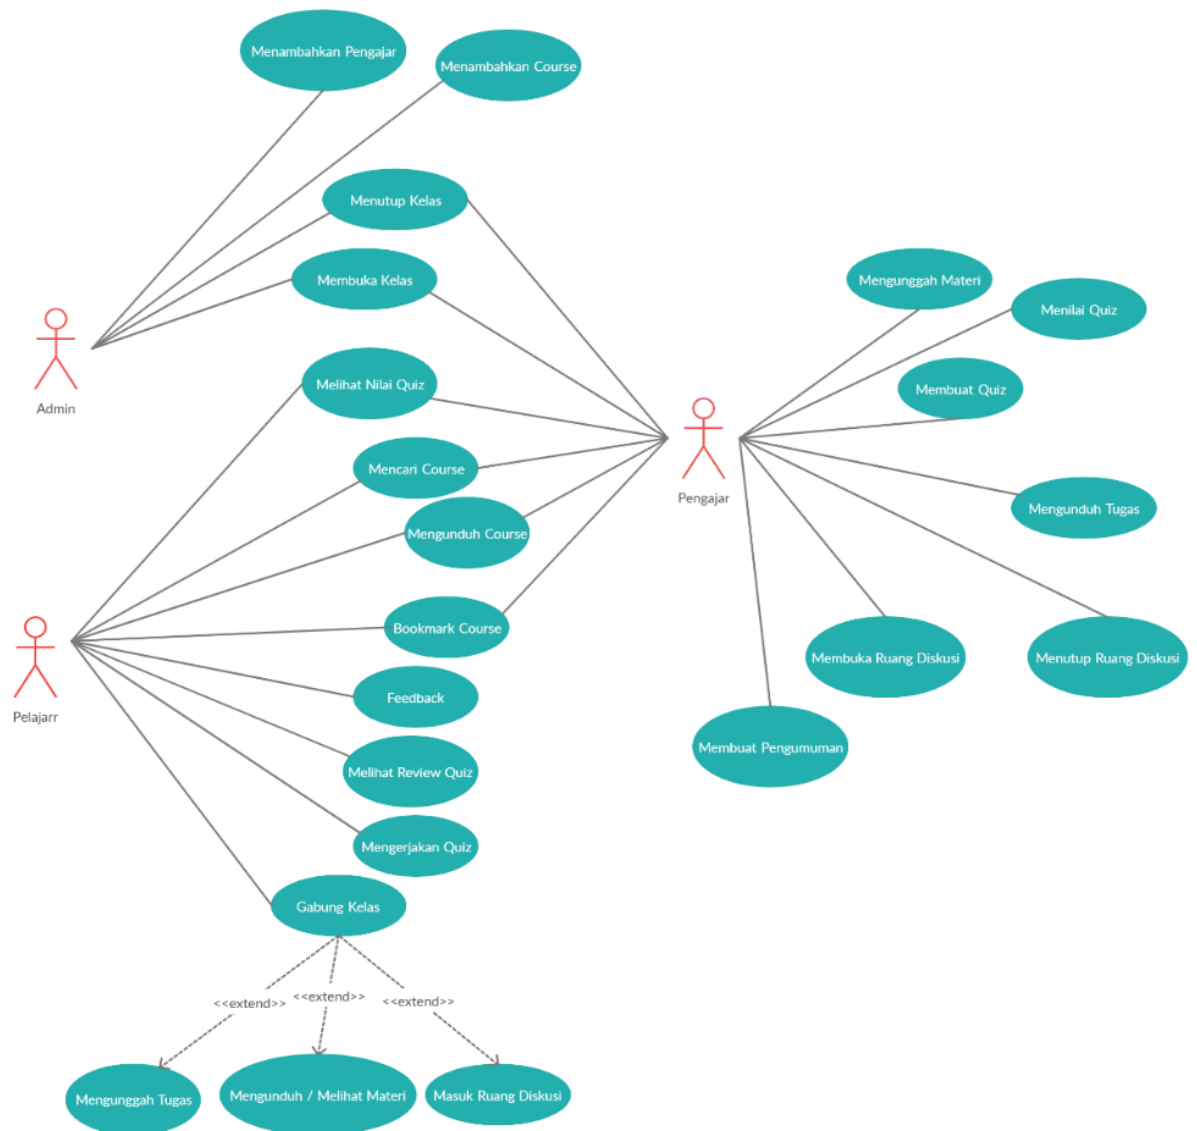 Menambahkan Pengajar
Menambahkan Course
Menutup Kelas
Membuka Kelas
Mengunggah Materi
Menilai Quiz
Admin
Melihat Nilai Quiz
Membuat Quiz
Mencari Course
Pengajar
Mengunduh Tugas
Mengunduh Course
Bookmark Course
Membuka Ruang Diskusi
Menutup Ruang Diskusi
Feedback
Pelajarr
Membuat Pengumuman
Melihat Review Quiz
Mengerjakan Quiz
Gabung Kelas
<<extend>>
<<extend>>
<<extend>>
Mengunggah Tugas
Mengunduh / Melihat Materi
Masuk Ruang Diskusi